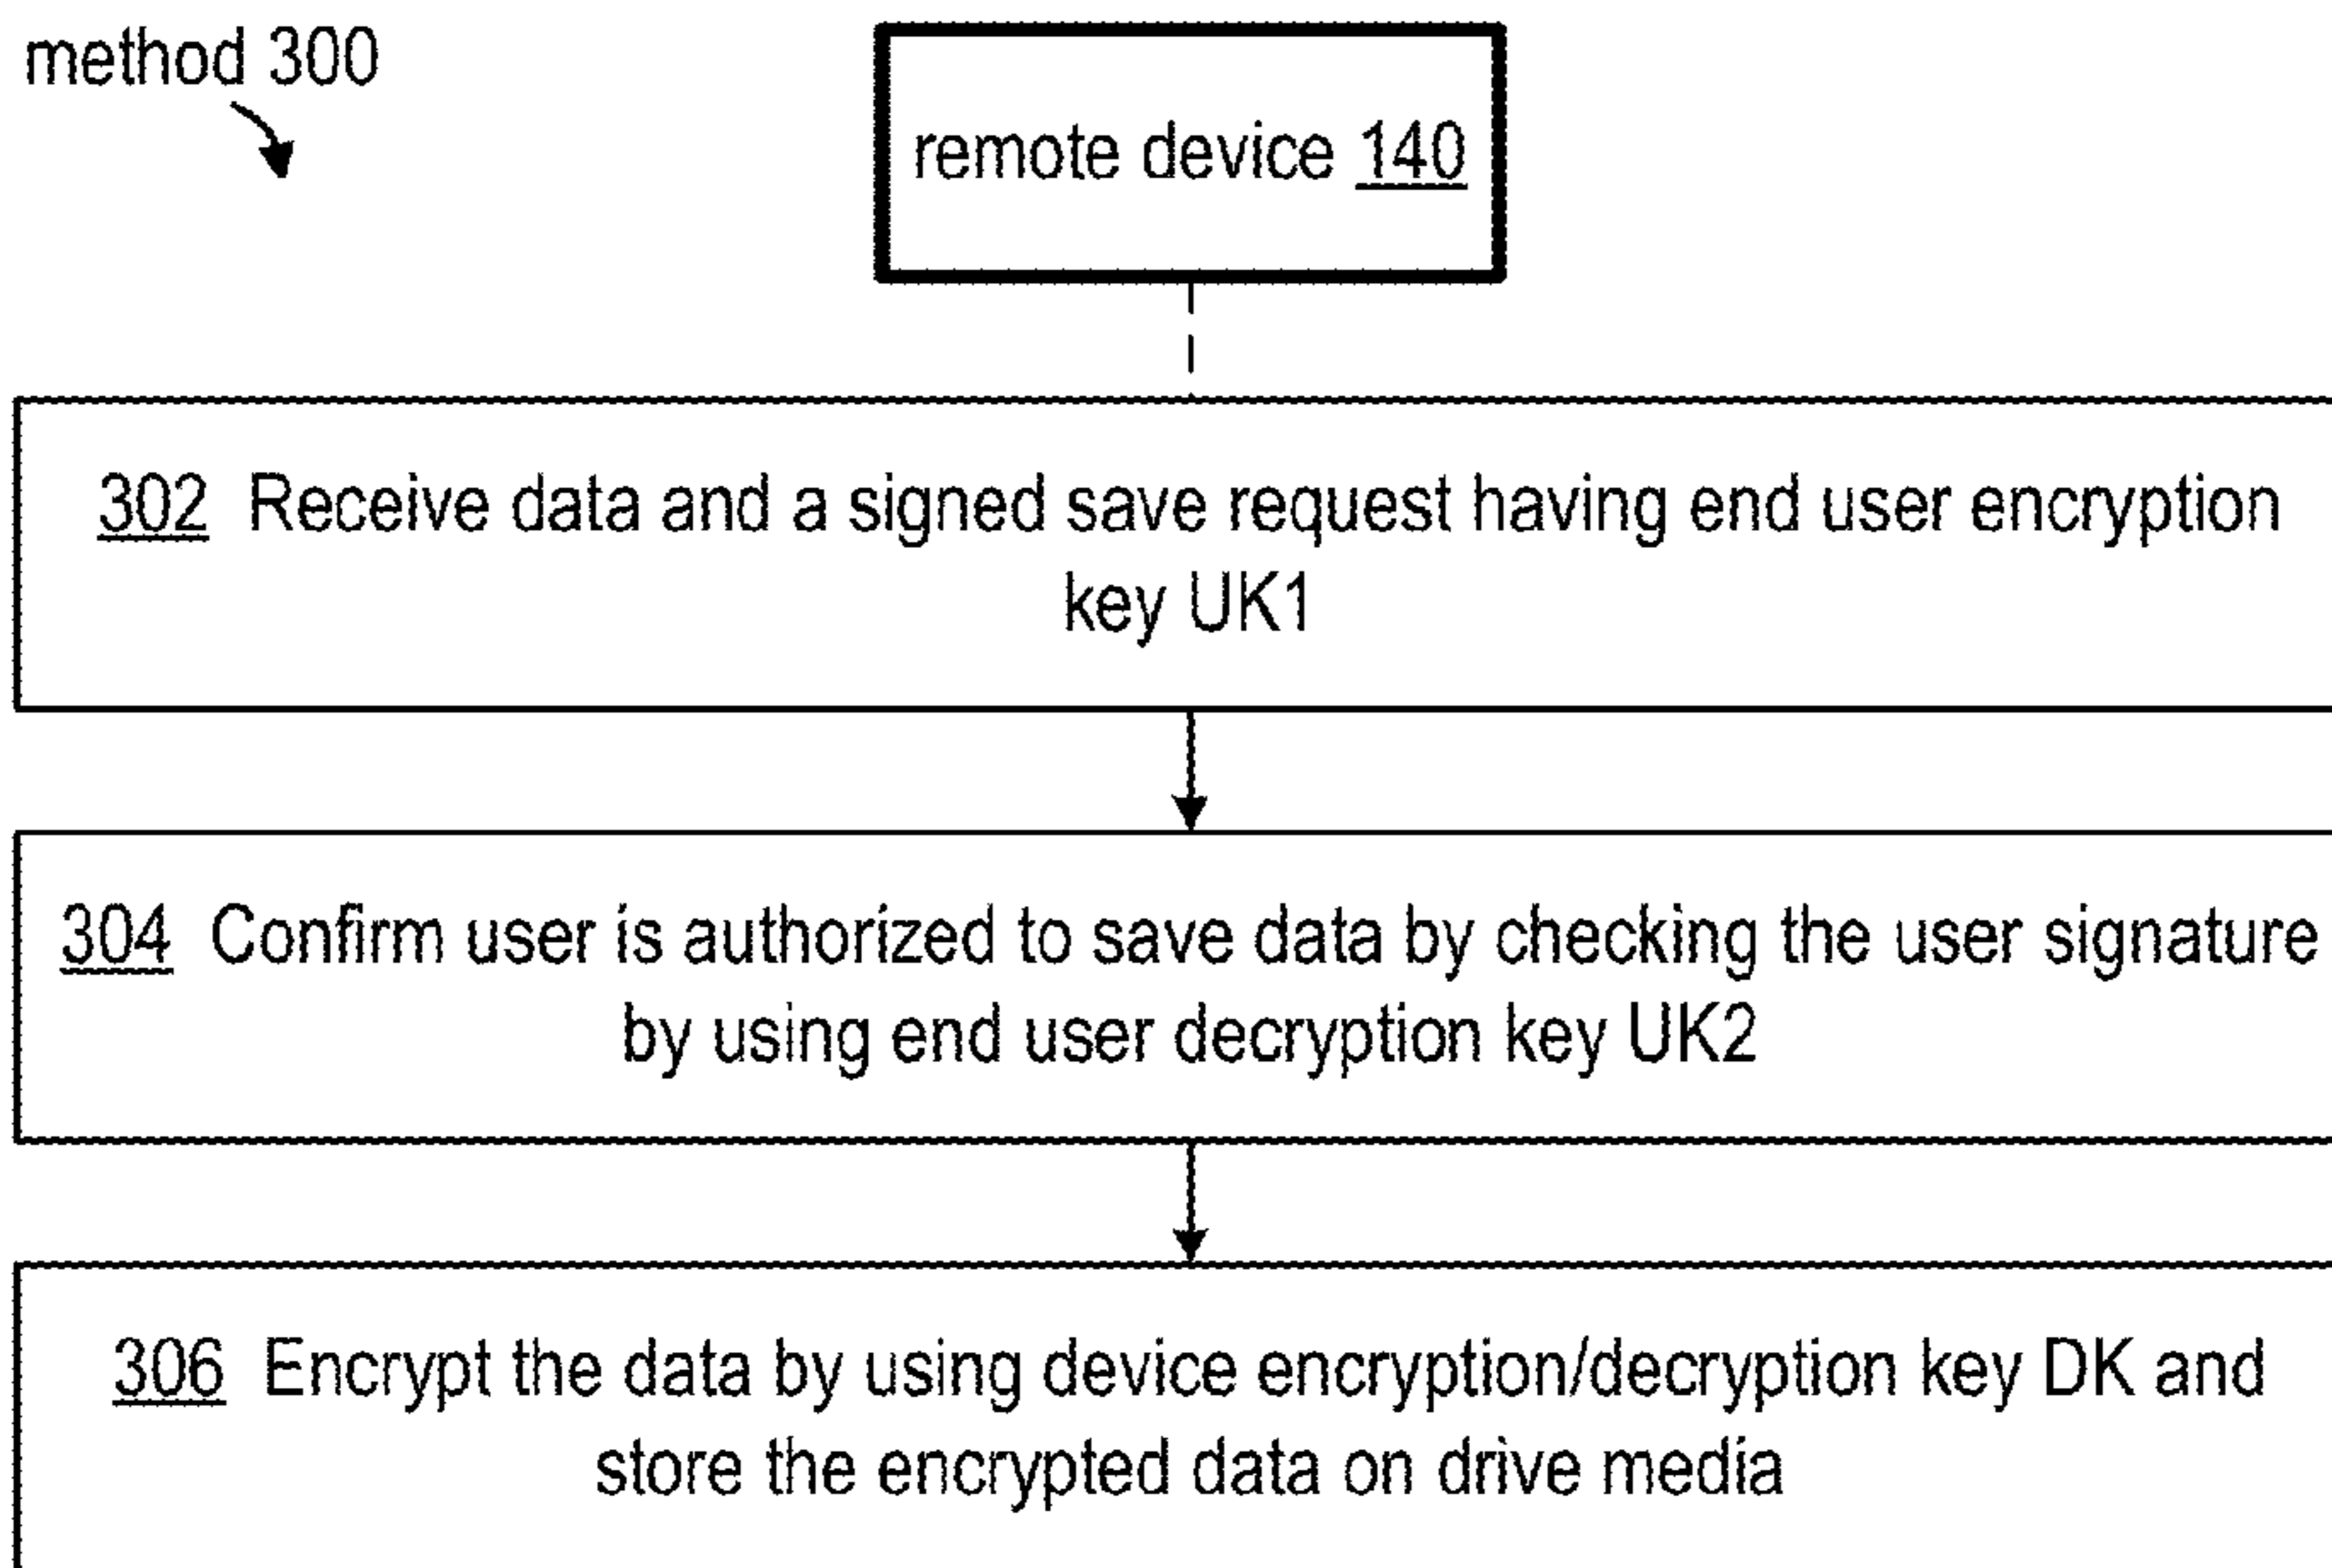 method 300
remote device 140
302 Receive data and a signed save request having end user encryption
key UK1
304 Confirm user is authorized to save data by checking the user signature
by using end user decryption key UK2
306 Encrypt the data by using device encryption/decryption key DK and
store the encrypted data on drive media